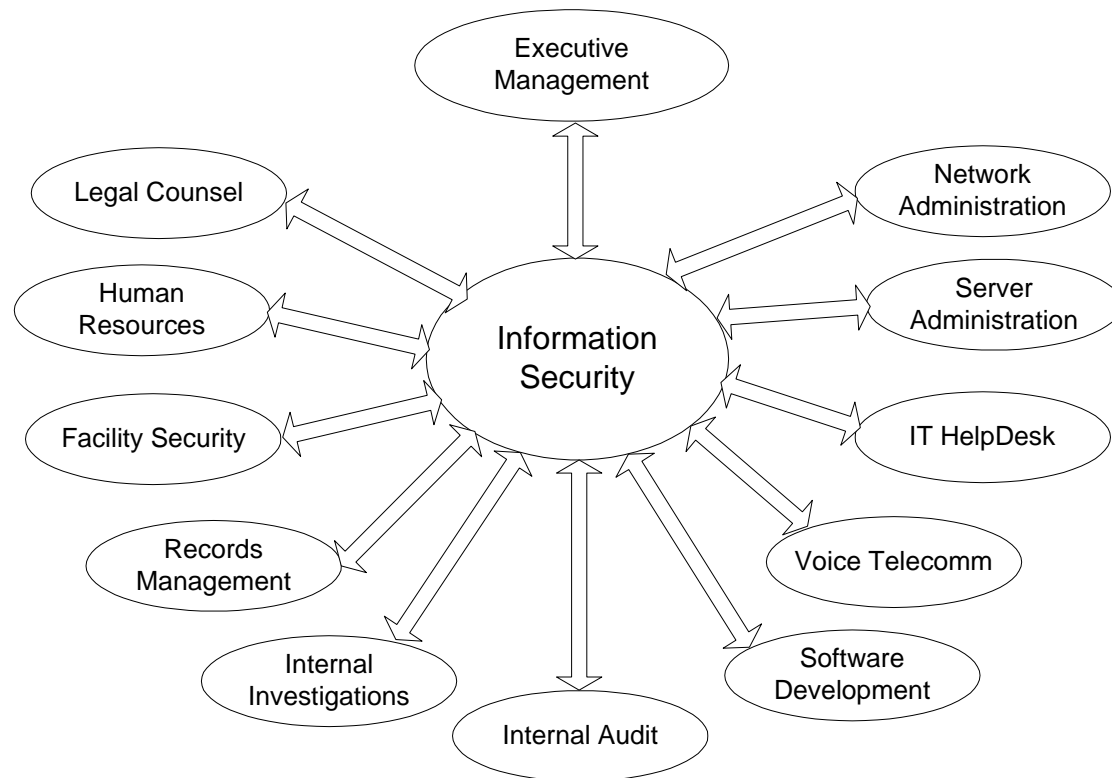 Executive
Management
Legal Counsel
Network
Administration
Human
Resources
Server
Administration
Information
Security
Facility Security
IT HelpDesk
Records
Management
Voice Telecomm
Internal
Investigations
Software
Development
Internal Audit